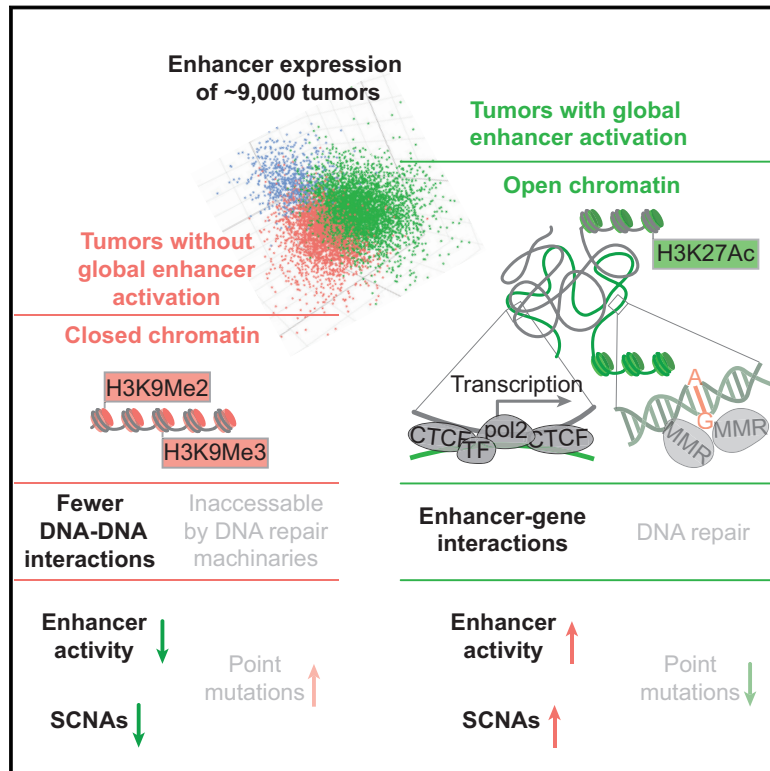 Enhancer expression
of ~9,000 tumors
Tumors with global
enhancer activation
Open chromatin
H3K27Ac
Tumors without
global enhancer
activation
Closed chromatin
H3K9Me2
H3K9Me3
Transcription
CTCF
TF
pol2
CTCF
A
G
MMR
MMR
Fewer
DNA-DNA
interactions
Inaccessable
by DNA repair
machinaries
Enhancer-gene
interactions
DNA repair
Enhancer
activity
Point
mutations
SCNAs
Enhancer
activity
Point
mutations
SCNAs